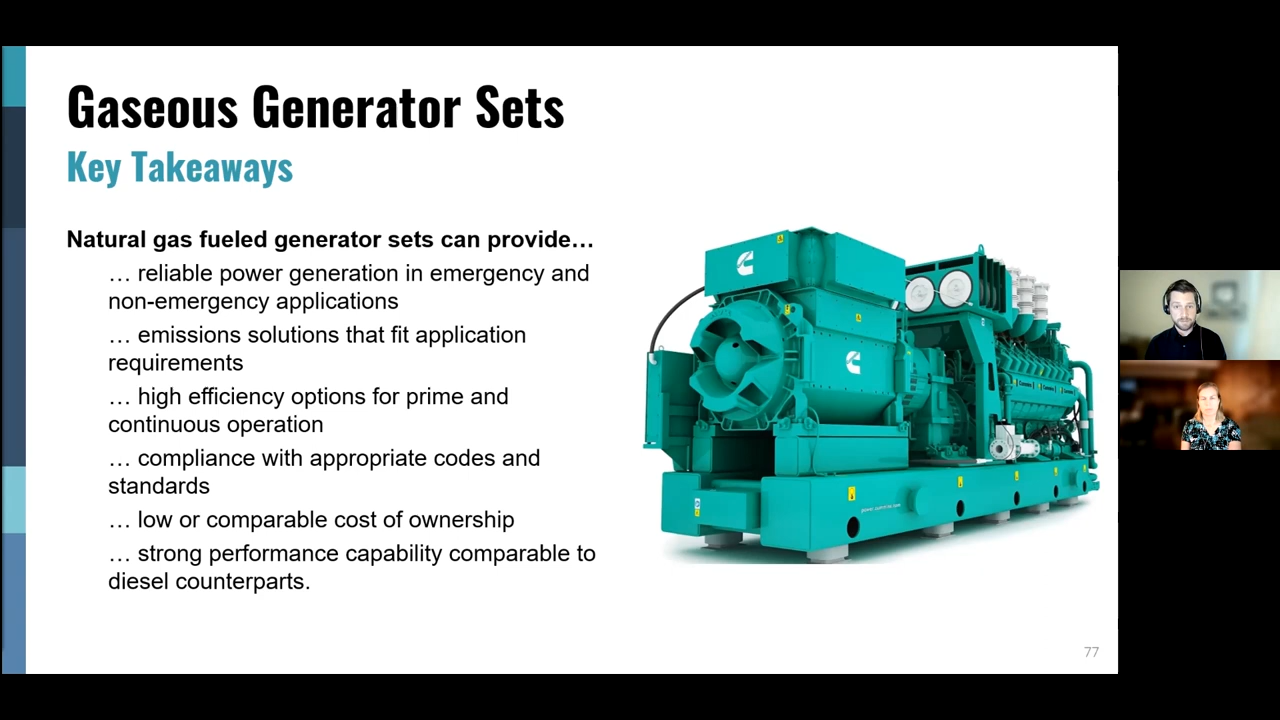 Gaseous Generator Sets
Key Takeaways
Natural gas fueled generator sets can provide…
… reliable power generation in emergency and
non-emergency applications
… emissions solutions that fit application
requirements
… high efficiency options for prime and
continuous operation
… compliance with appropriate codes and
standards
… low or comparable cost of ownership
… strong performance capability comparable to
diesel counterparts.
77